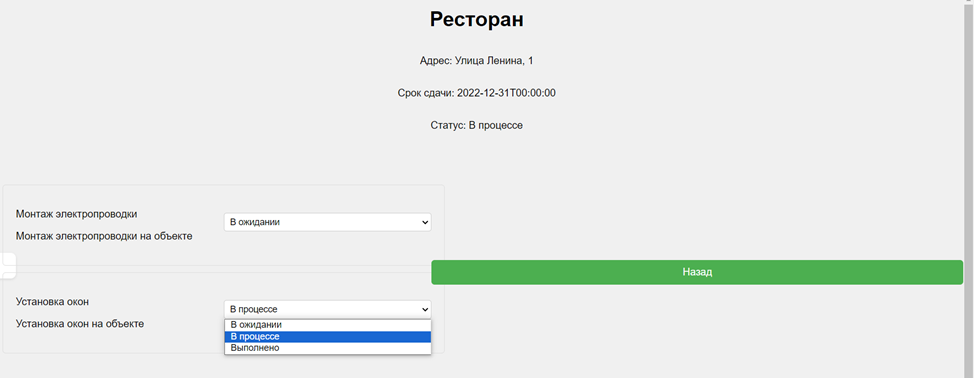 Ресторан
Адрес: Улица Ленина, 1
Срок сдачи: 2022-12-31T00:00:00
Статус: В процессе
Монтаж электропроводки
В ожидании
Монтаж электропроводки на объекте
Назад
Установка окон
В процессе
Установка окон на объекте
В ожидании
В процессе
Выполнено